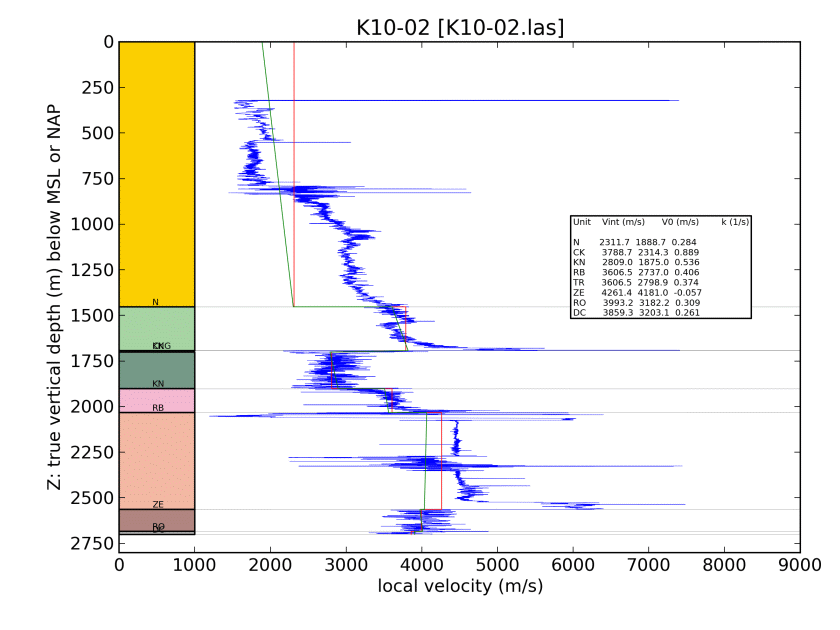 K10-02 [K10-02.las]
Z: true vertical depth (m) below MSL or NAP
0
250
500
750
1000
1250
1500
1750
2000
2250
2500
2750
N
KN
RB
ZE
RO
Unit Vint (m/s) V0 (m/s) k (1/s)
N 2311.7 1888.7 0.284
CK 3788.7 2314.3 0.889
KN 2809.0 1875.0 0.536
RB 3606.5 2737.0 0.406
TR 3606.5 2798.9 0.374
ZE 4261.4 4181.0 -0.057
RO 3993.2 3182.2 0.309
DC 3859.3 3203.1 0.261
0 1000 2000 3000 4000 5000 6000 7000 8000 9000
local velocity (m/s)